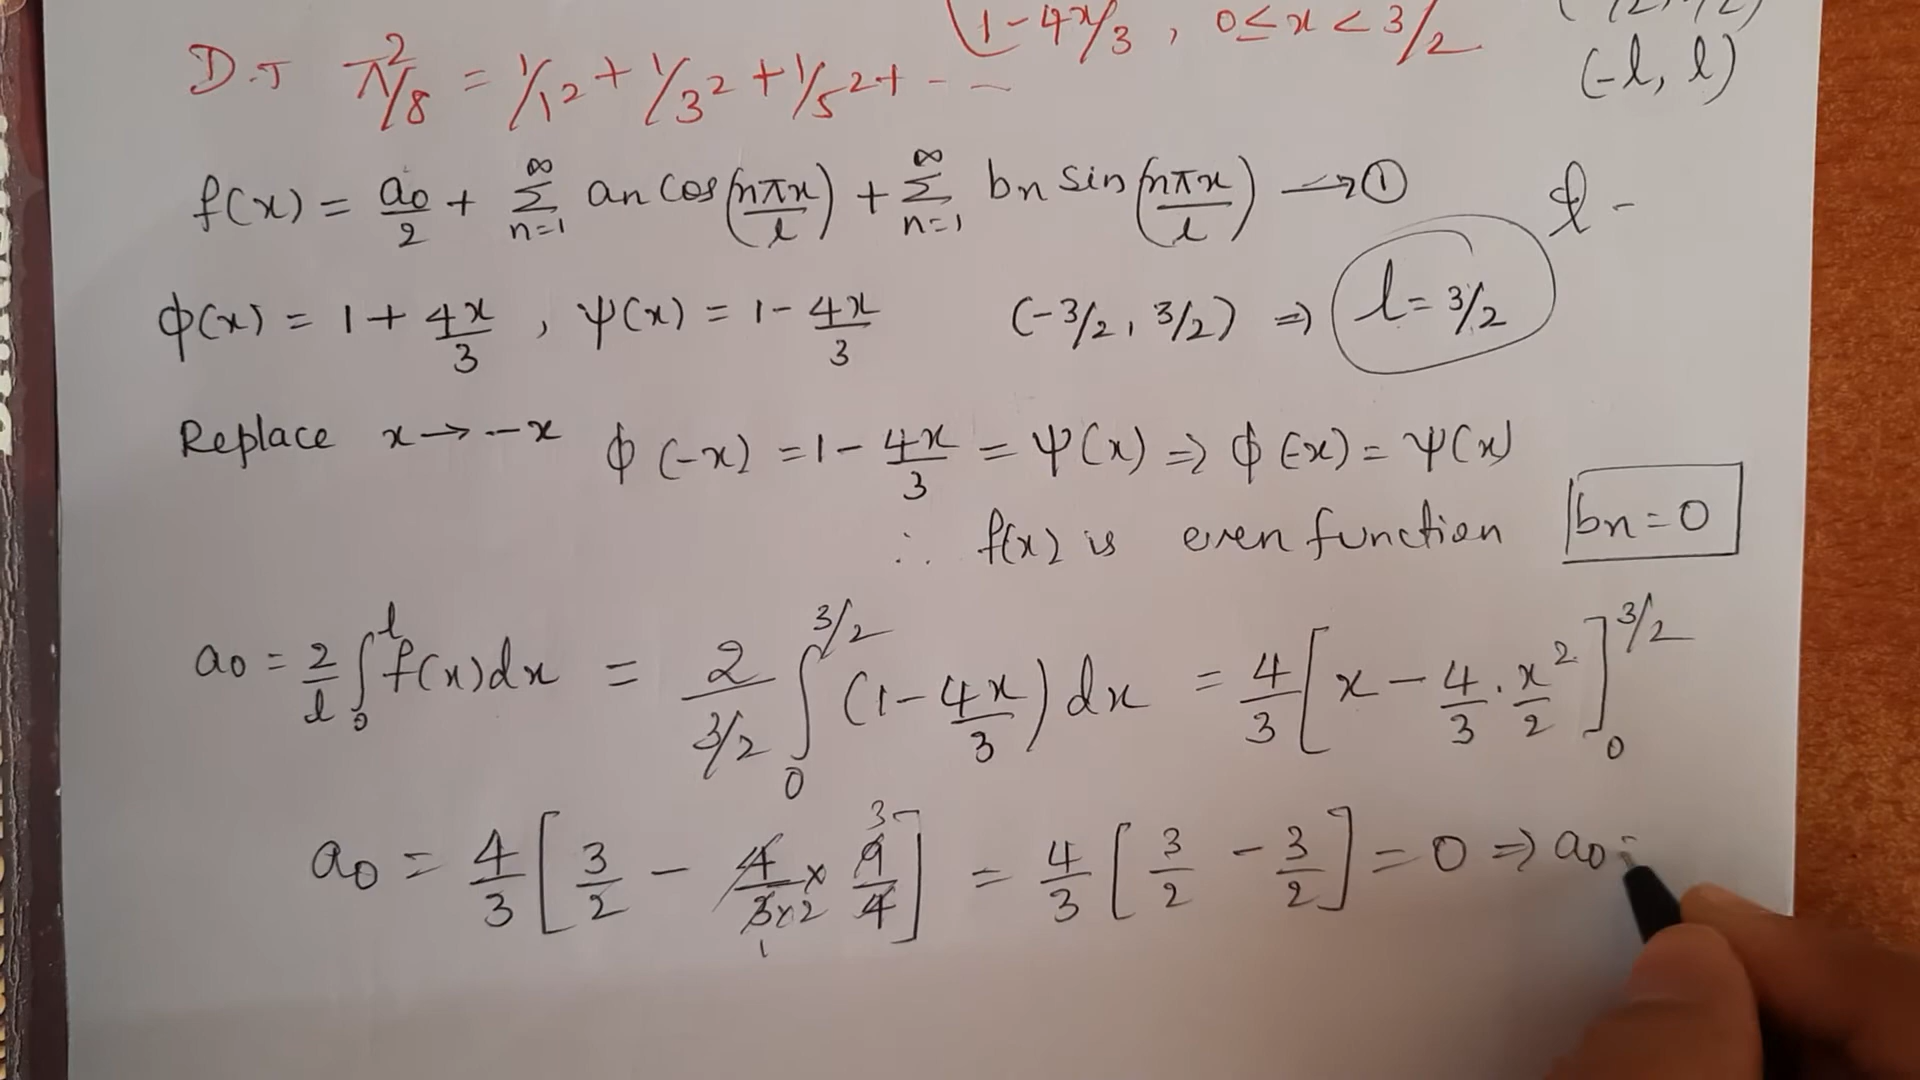 1-4x/3, 0≤x<3/2
D.T π²/8 = 1/1² + 1/3² + 1/5² + - - -
(-l, l)
f(x) = a₀/2 + ∞Σn=1 an cos(nπx/l) + ∞Σn=1 bn sin(nπx/l) → ①
l -
φ(x) = 1 + 4x/3 , ψ(x) = 1 - 4x/3 (-3/2, 3/2) ⇒ l = 3/2
Replace x → -x φ(-x) = 1 - 4x/3 = ψ(x) ⇒ φ(-x) = ψ(x)
∴ f(x) is even function bn = 0
a₀ = 2/l ∫₀^l f(x)dx = 2/(3/2) ∫₀^(3/2) (1 - 4x/3) dx = 4/3 [x - 4/3 . x²/2]₀^(3/2)
a₀ = 4/3 [3/2 - 4/(3x2) x 9/4] = 4/3 [3/2 - 3/2] = 0 ⇒ a₀ =